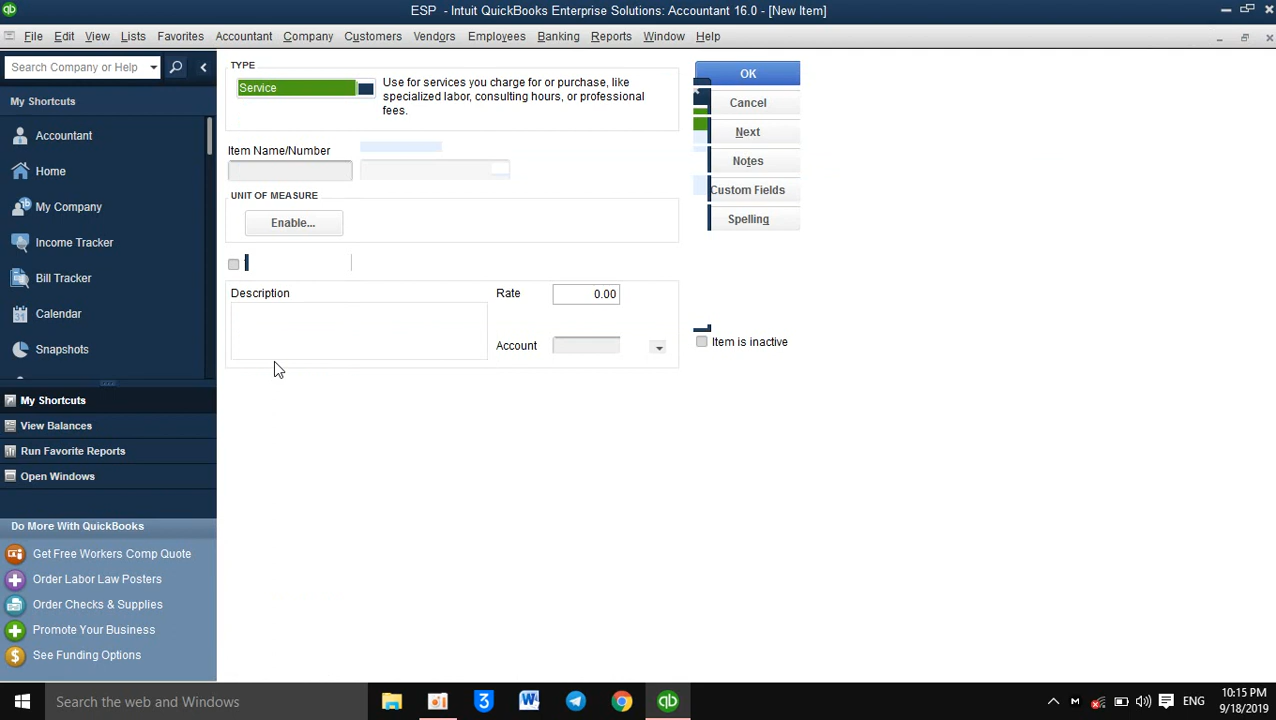 ESP - Intuit QuickBooks Enterprise Solutions: Accountant 16.0 - [New Item]
File Edit View Lists Favorites Accountant Company Customers Vendors Employees Banking Reports Window Help
Search Company or Help
My Shortcuts
Accountant
Home
My Company
Income Tracker
Bill Tracker
Calendar
Snapshots
My Shortcuts
View Balances
Run Favorite Reports
Open Windows
Do More With QuickBooks
Get Free Workers Comp Quote
Order Labor Law Posters
Order Checks & Supplies
Promote Your Business
See Funding Options
TYPE
Service
Use for services you charge for or purchase, like
specialized labor, consulting hours, or professional
fees.
Item Name/Number
UNIT OF MEASURE
Enable...
Description
Rate 0.00
Account
OK
Cancel
Next
Notes
Custom Fields
Spelling
Item is inactive
Search the web and Windows
ENG
10:15 PM
9/18/2019